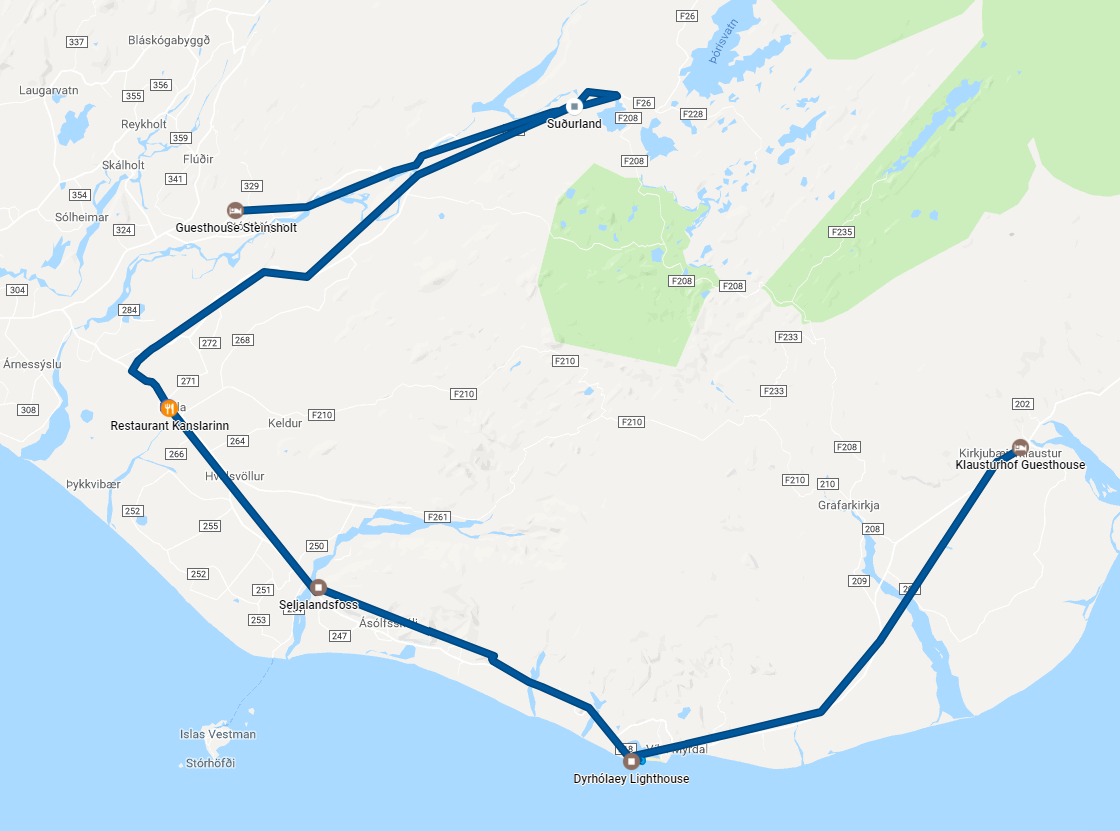 F26
337
Bláskógabyggð
Þórisvatn
356
Laugarvatn
355
F26
Reykholt
F208
F228
Suðurland
359
Skálholt
Flúðir
F208
341
329
354
Sólheimar
Guesthouse Steinsholt
324
F235
F208
F208
304
284
F233
272
268
Árnessýslu
F210
271
F233
F210
308
F210
202
F210
Keldur
Restaurant Kanslarinn
264
F208
266
Kirkjubæjarklaustur
Klausturhof Guesthouse
Hvolsvöllur
F210
210
Þykkvibær
Grafarkirkja
252
F261
255
208
250
252
209
251
Seljalandsfoss
253
Ásólfsskáli
247
Islas Vestman
Stórhöfði
Dyrhólaey Lighthouse